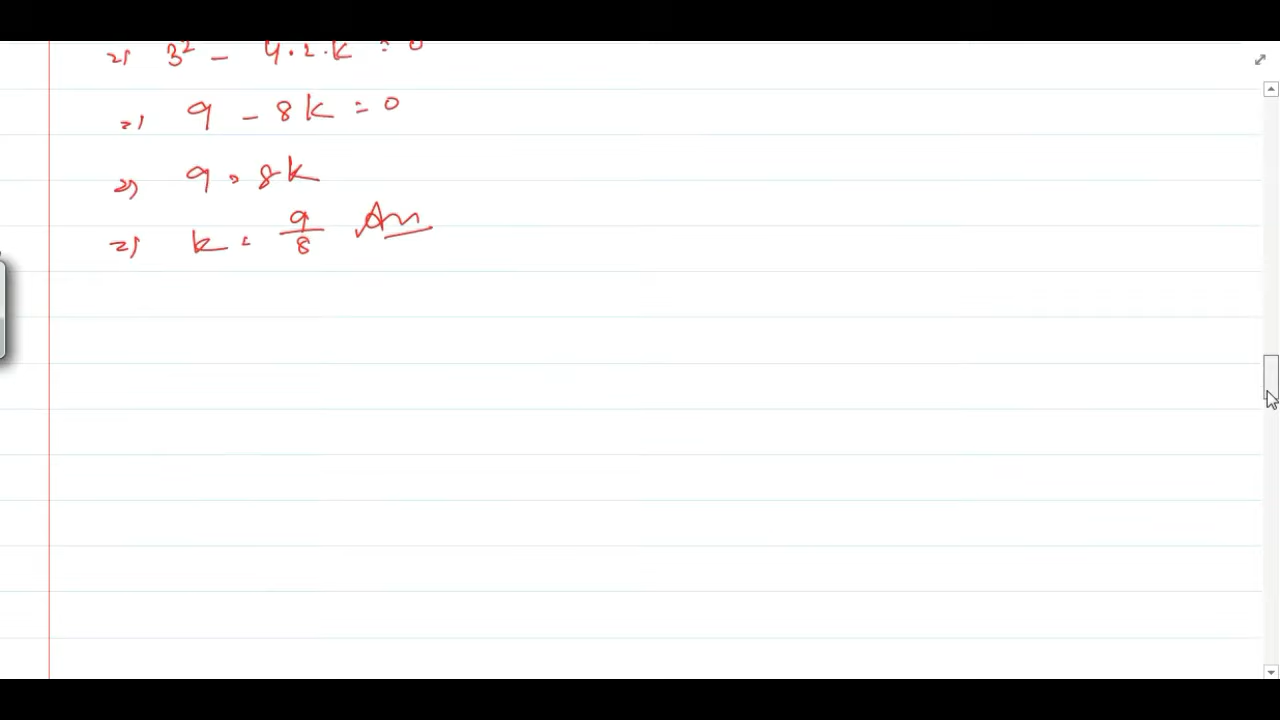 ⇒ 3² - 4.2.k = 0
⇒ 9 - 8k = 0
⇒ 9 = 8k
⇒ k = 9/8 Ans